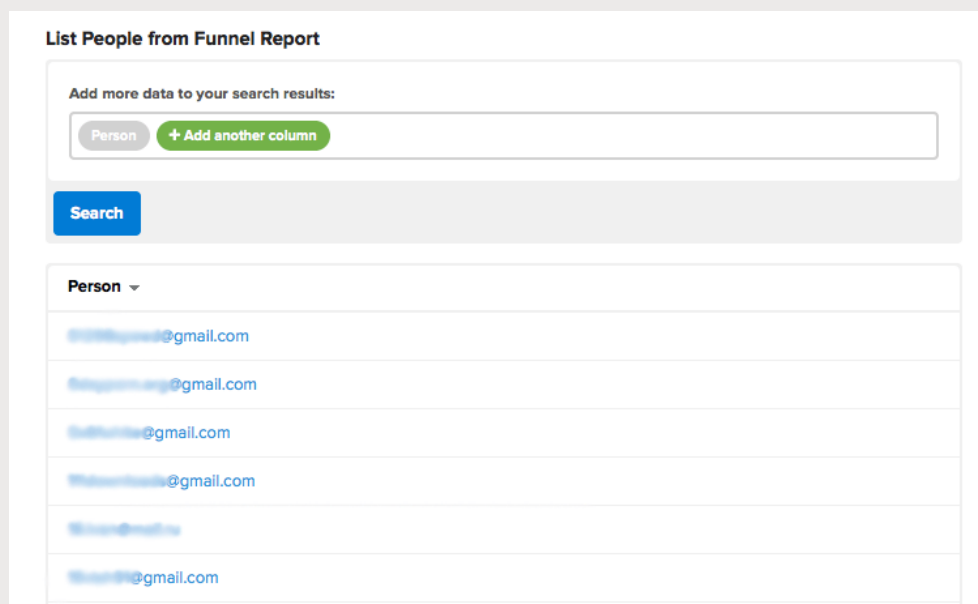 List People from Funnel Report
Add more data to your search results:
Person + Add another column
Search
Person
@gmail.com
@gmail.com
@gmail.com
@gmail.com
@gmail.com